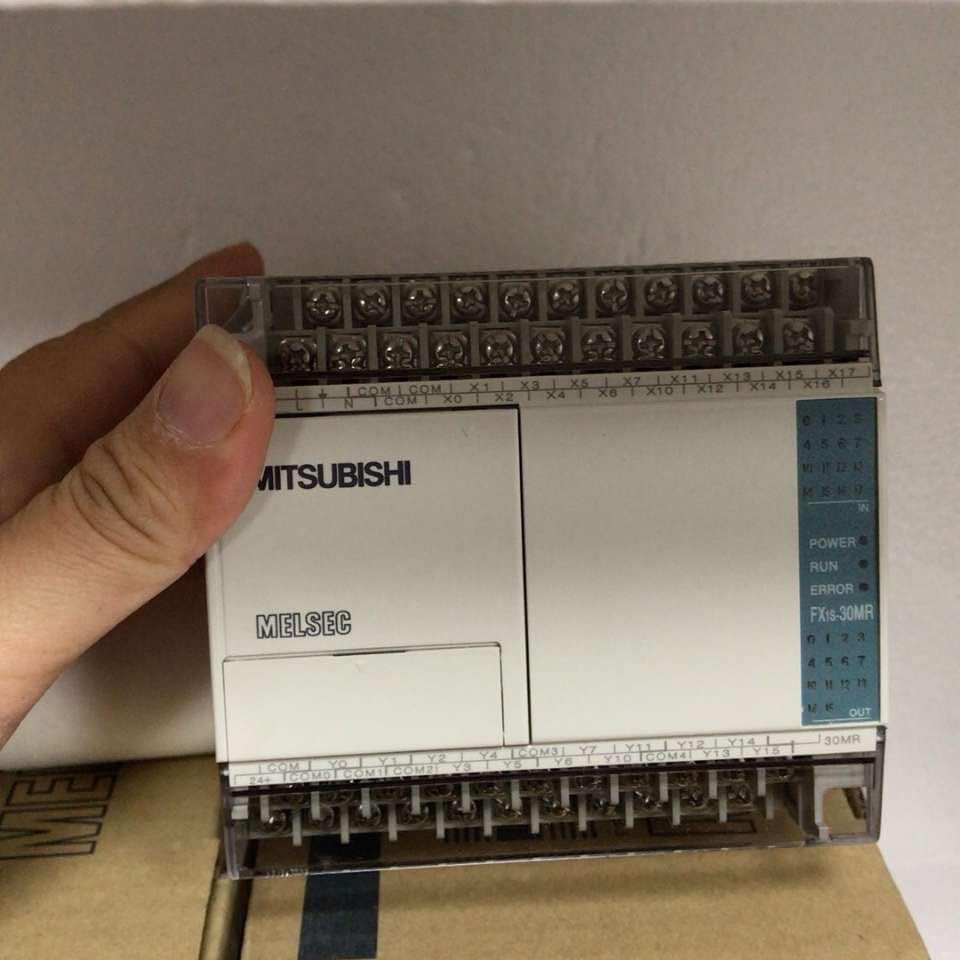 COM COM X1 X3 X5 X7 X11 X13 X15 X17
L N COM X0 X2 X4 X6 X10 X12 X14 X16
MITSUBISHI
MELSEC
0 1 2 3
4 5 6 7
10 11 12 13
14 15 16 17
IN
POWER
RUN
ERROR
FX1S-30MR
0 1 2 3
4 5 6 7
10 11 12 13
14 15
OUT
COM Y0 Y1 Y2 Y4 COM3 Y7 Y11 Y12 Y14 30MR
24+ COM0 COM1 COM2 Y3 Y5 Y6 Y10 COM4 Y13 Y15
ME